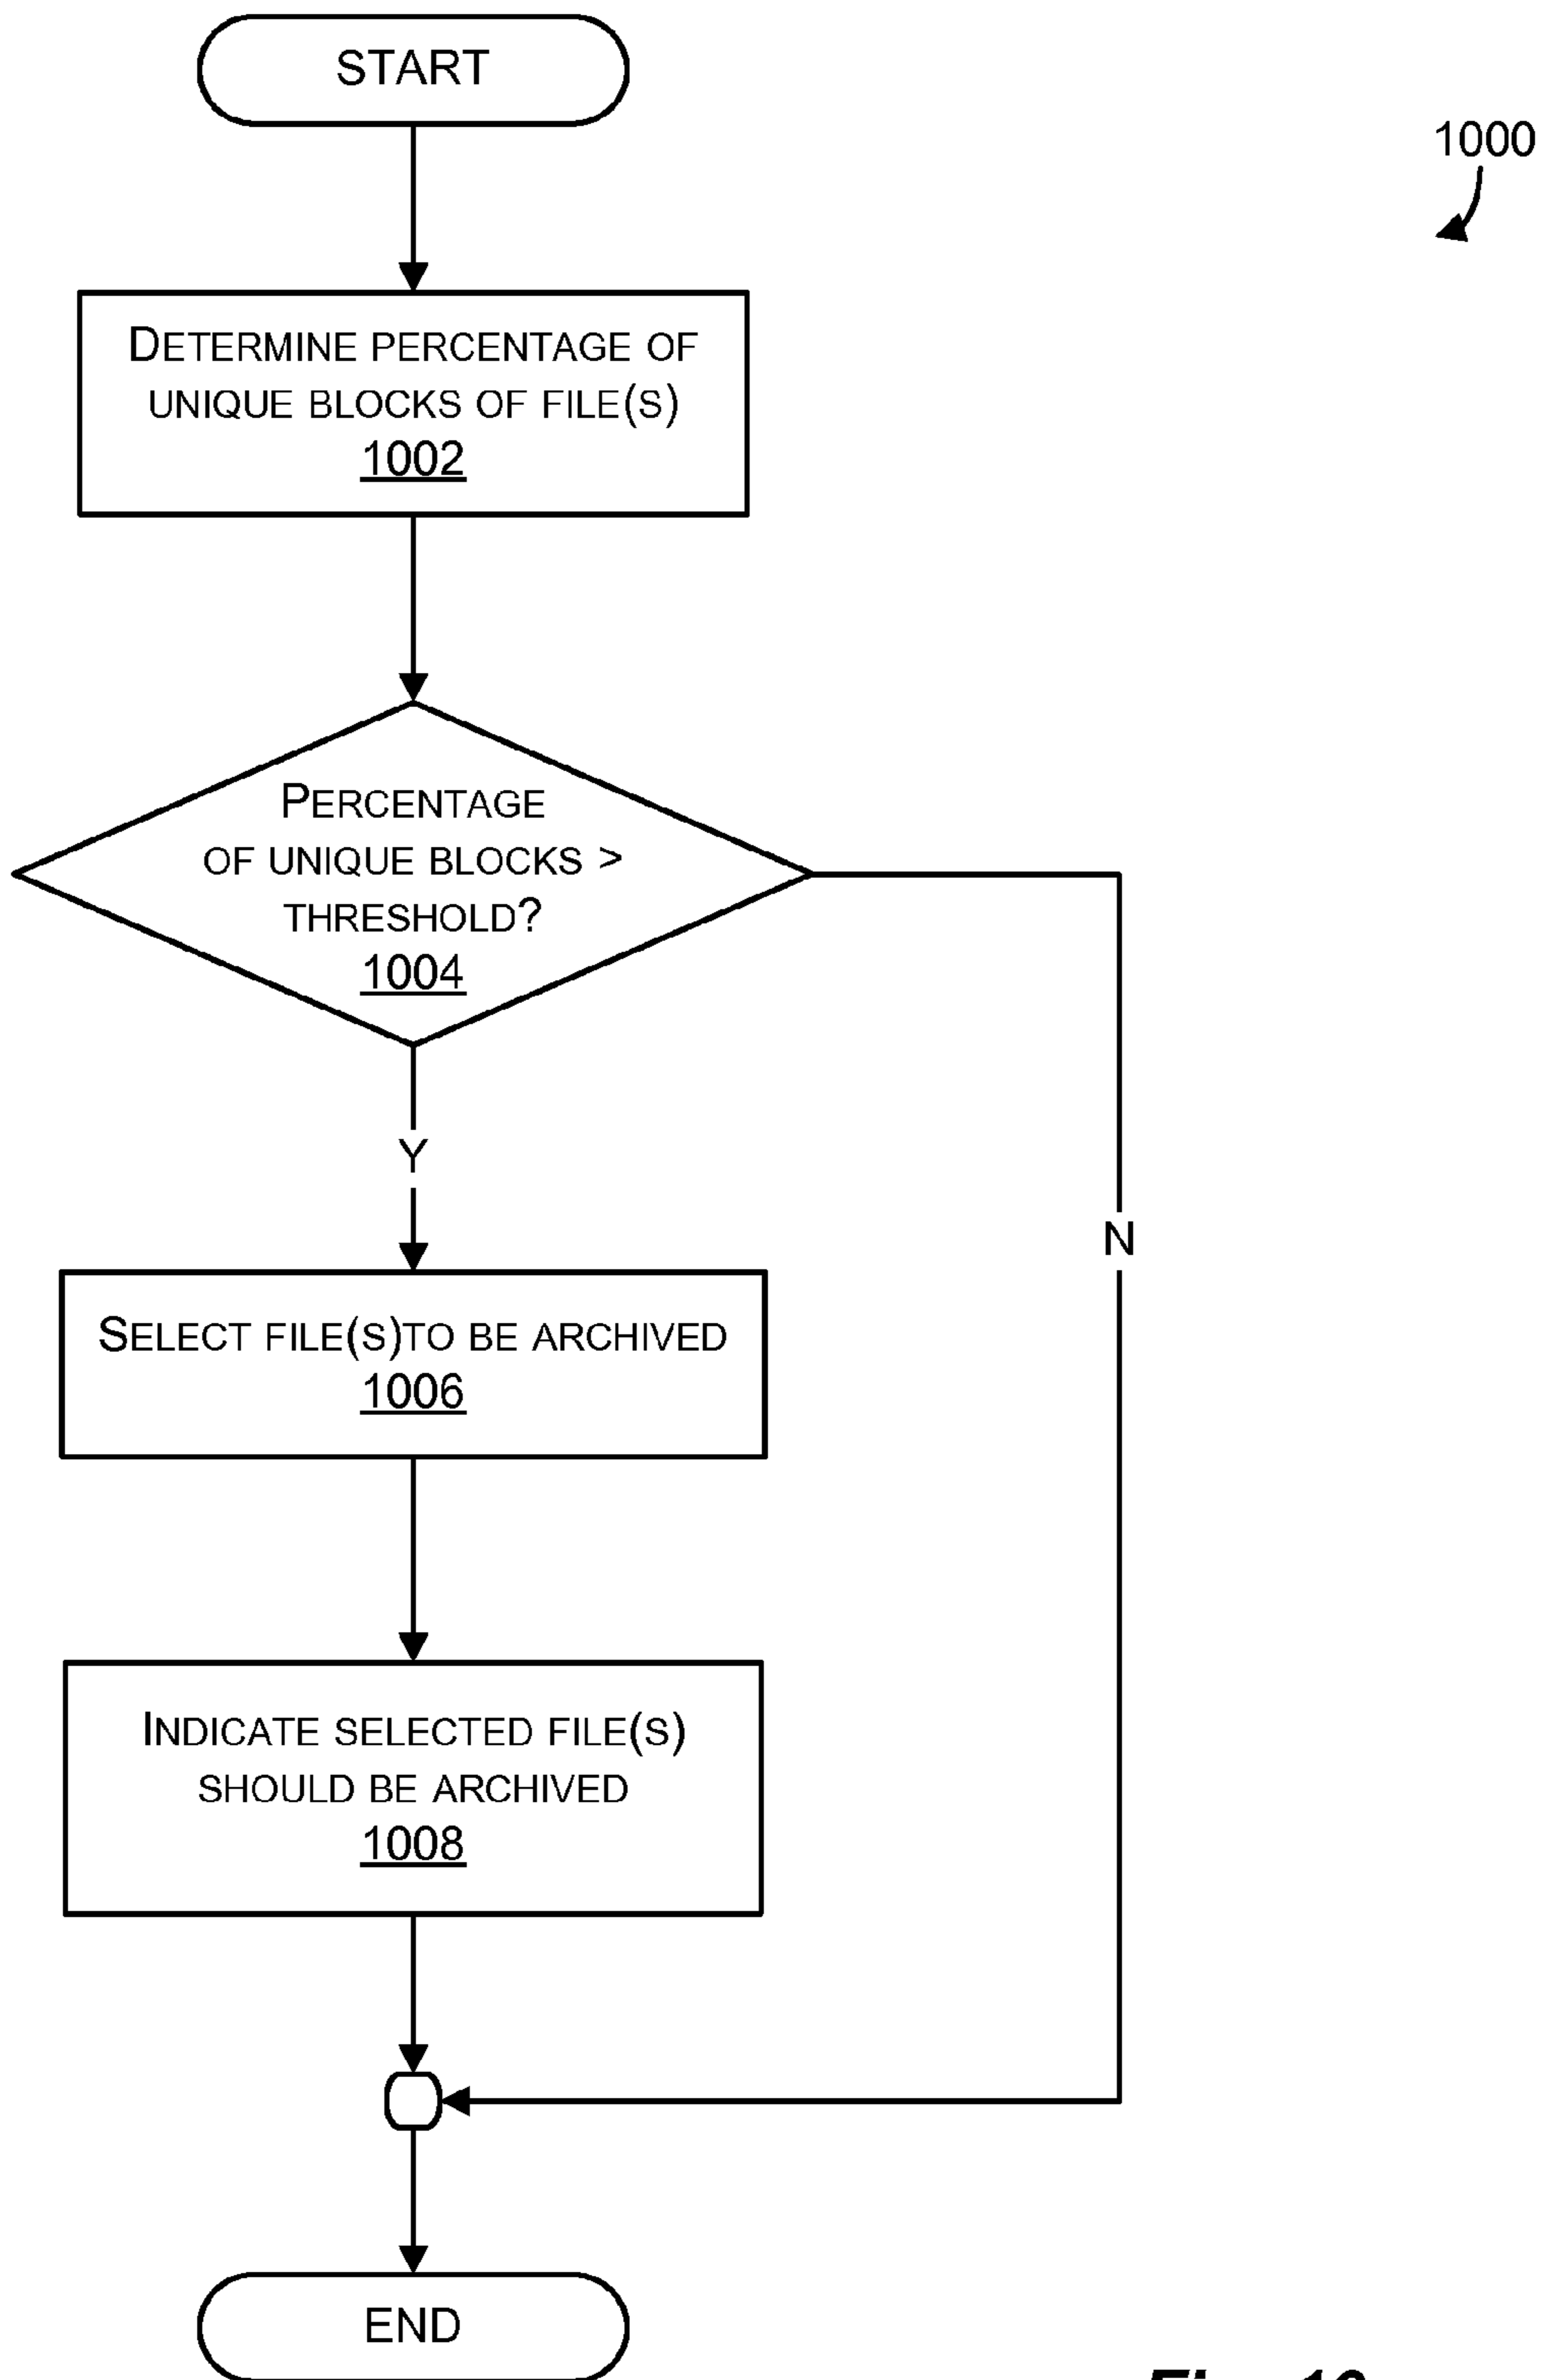 START
1000
DETERMINE PERCENTAGE OF
UNIQUE BLOCKS OF FILE(S)
1002
PERCENTAGE
OF UNIQUE BLOCKS >
THRESHOLD?
1004
Y
N
SELECT FILE(S)TO BE ARCHIVED
1006
INDICATE SELECTED FILE(S)
SHOULD BE ARCHIVED
1008
END